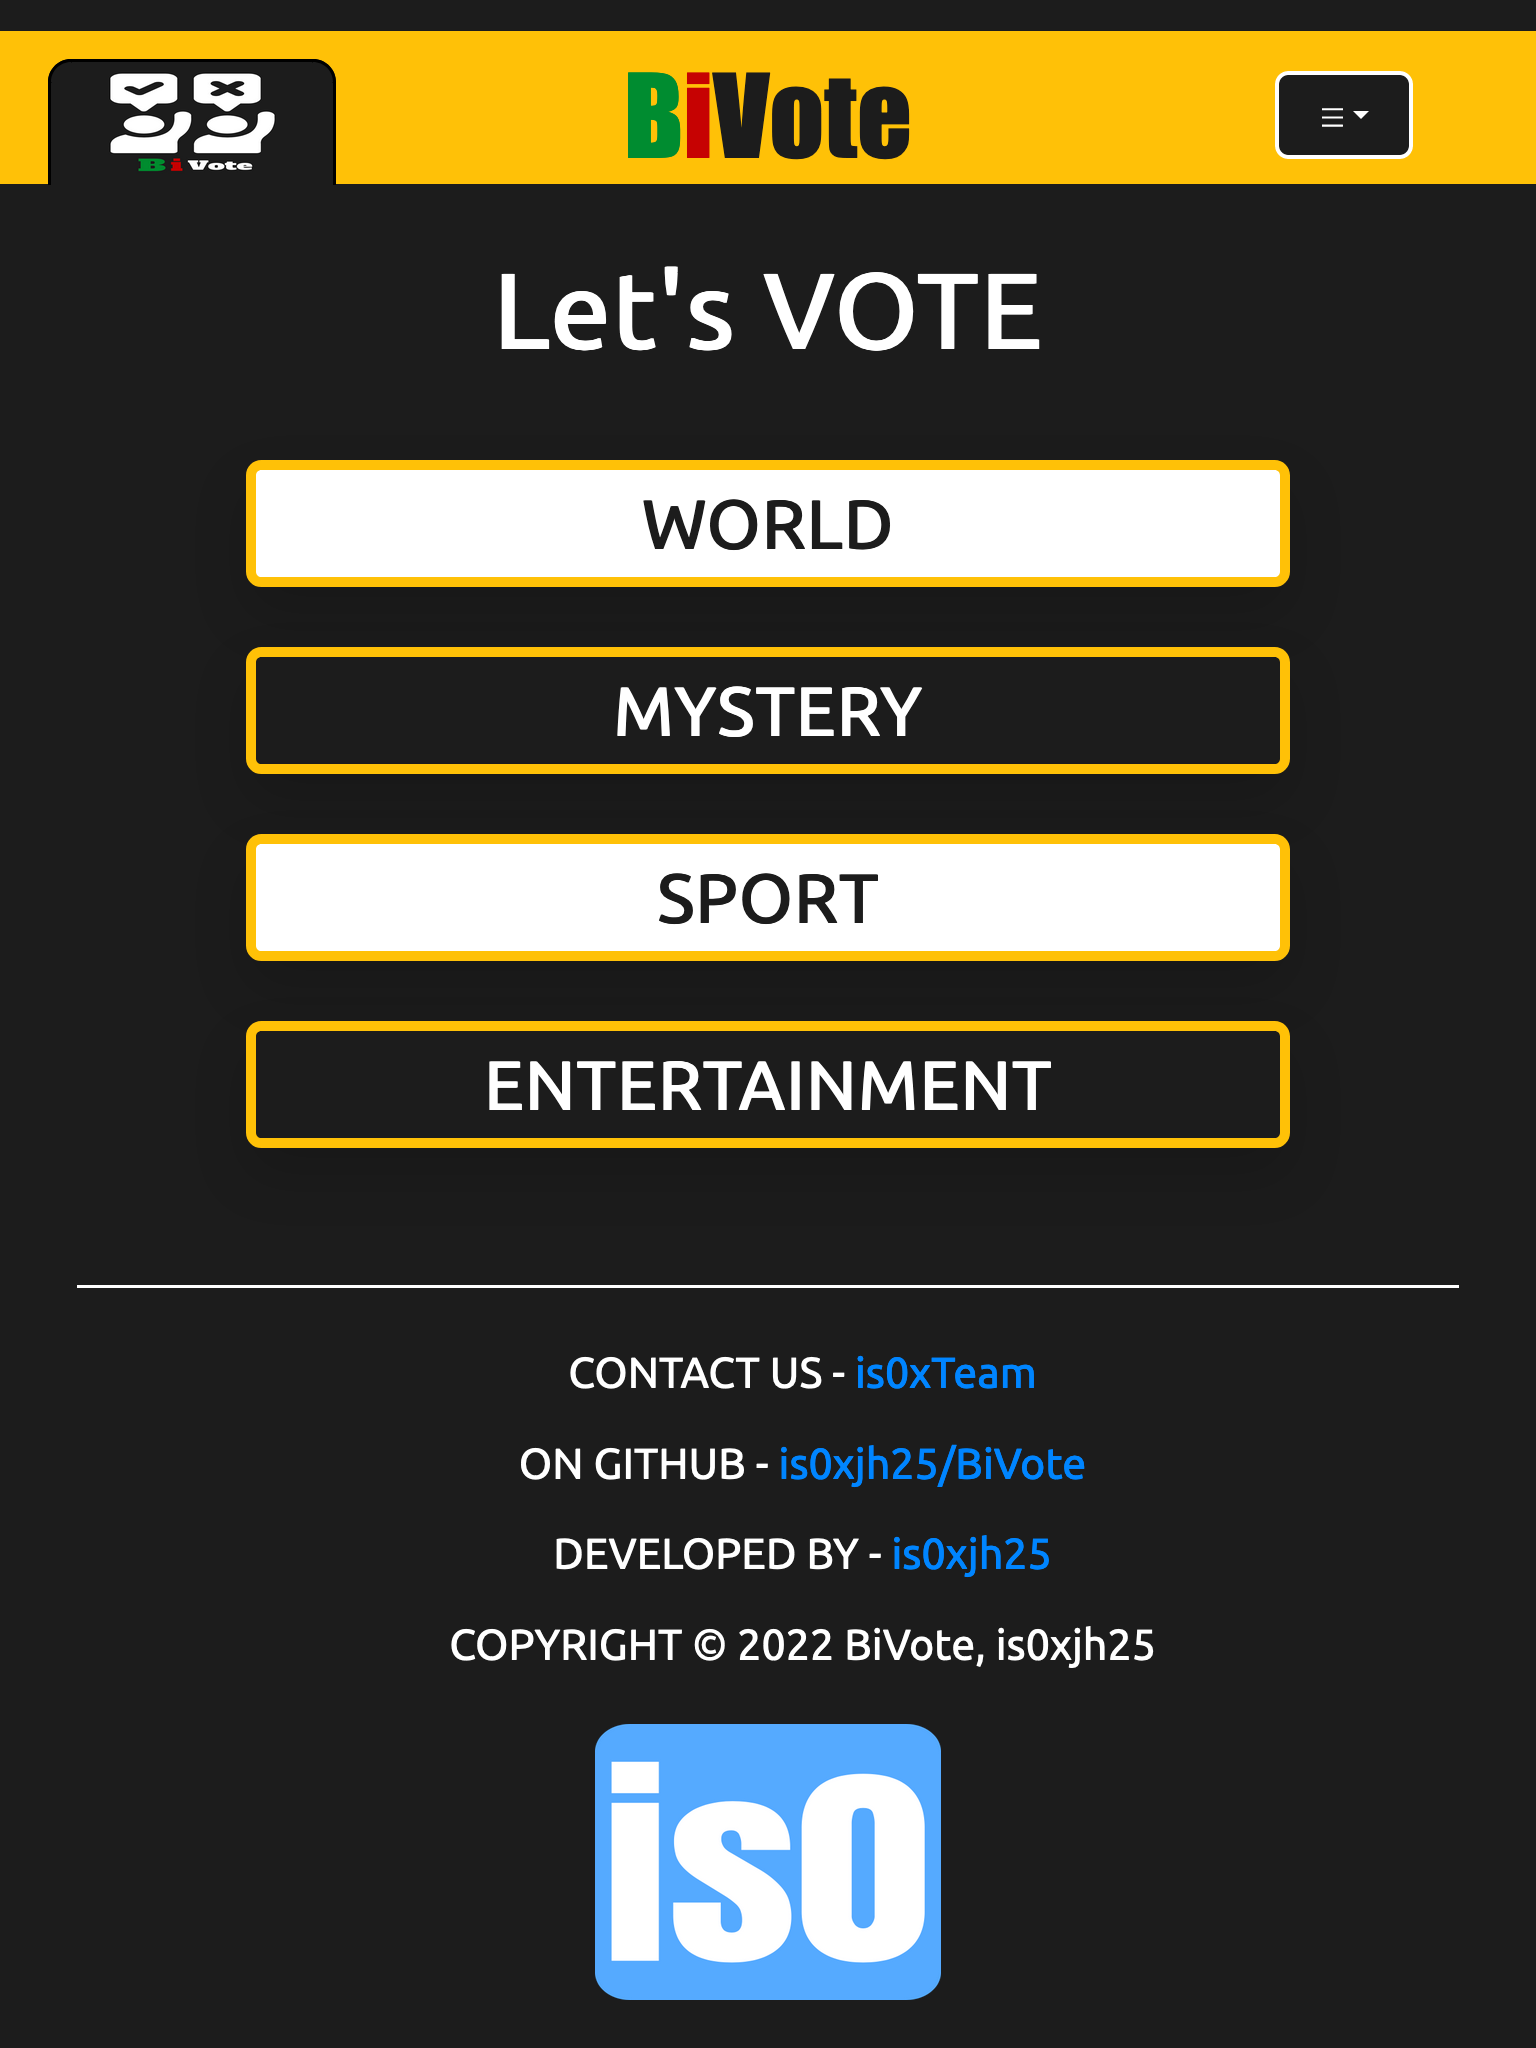 BiVote
BiVote
Let's VOTE
WORLD
MYSTERY
SPORT
ENTERTAINMENT
CONTACT US - is0xTeam
ON GITHUB - is0xjh25/BiVote
DEVELOPED BY - is0xjh25
COPYRIGHT © 2022 BiVote, is0xjh25
is0